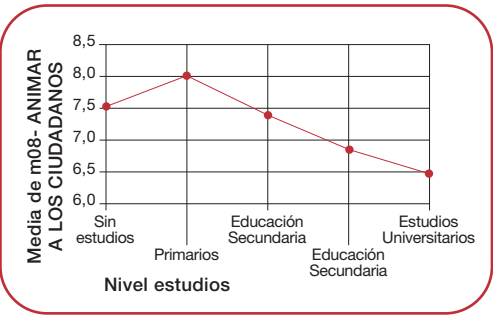 Media de m08- ANIMAR
A LOS CIUDADANOS
8,5
8,0
7,5
7,0
6,5
6,0
Sin
estudios
Primarios
Educación
Secundaria
Educación
Secundaria
Estudios
Universitarios
Nivel estudios